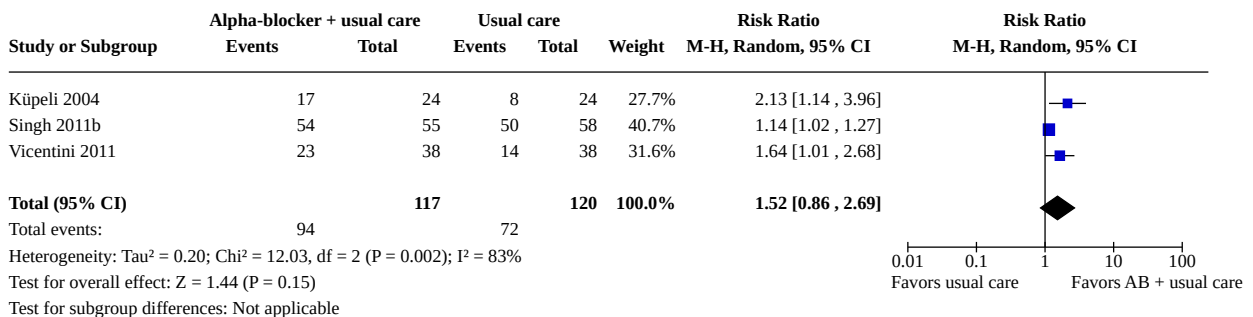 Alpha-blocker + usual care Usual care Risk Ratio Risk Ratio
Study or Subgroup Events Total Events Total Weight M-H, Random, 95% CI M-H, Random, 95% CI
Küpeli 2004 17 24 8 24 27.7% 2.13 [1.14 , 3.96]
Singh 2011b 54 55 50 58 40.7% 1.14 [1.02 , 1.27]
Vicentini 2011 23 38 14 38 31.6% 1.64 [1.01 , 2.68]
Total (95% CI) 117 120 100.0% 1.52 [0.86 , 2.69]
Total events: 94 72
Heterogeneity: Tau² = 0.20; Chi² = 12.03, df = 2 (P = 0.002); I² = 83%
0.01 0.1 1 10 100
Test for overall effect: Z = 1.44 (P = 0.15) Favors usual care Favors AB + usual care
Test for subgroup differences: Not applicable